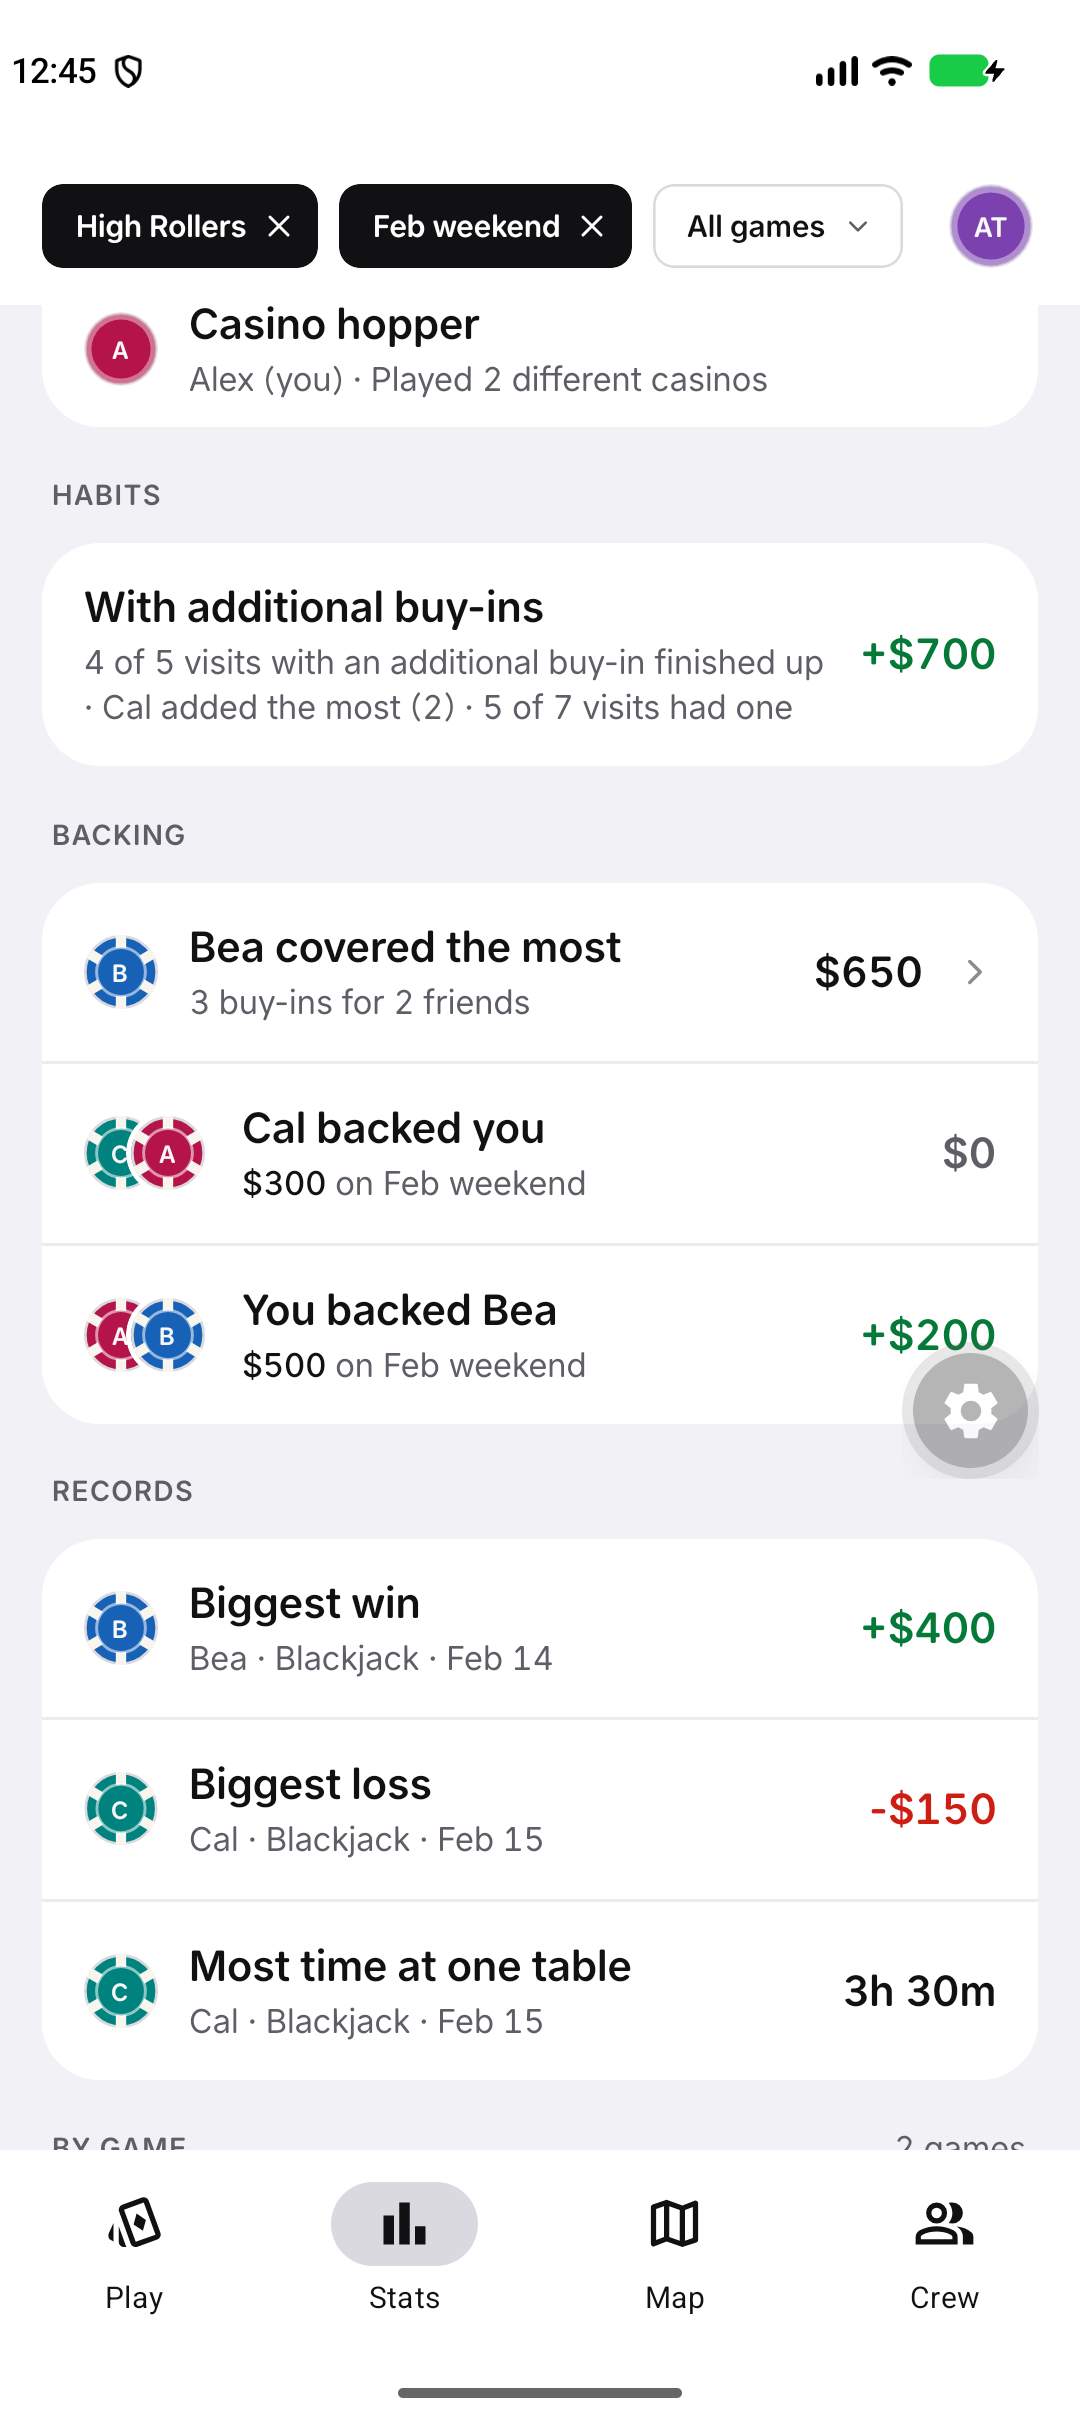 12:45
High Rollers
Feb weekend
All games
AT
A
Casino hopper
Alex (you) · Played 2 different casinos
HABITS
With additional buy-ins
4 of 5 visits with an additional buy-in finished up
· Cal added the most (2) · 5 of 7 visits had one
+$700
BACKING
B
Bea covered the most
3 buy-ins for 2 friends
$650
C A
Cal backed you
$300 on Feb weekend
$0
A B
You backed Bea
$500 on Feb weekend
+$200
RECORDS
B
Biggest win
Bea · Blackjack · Feb 14
+$400
C
Biggest loss
Cal · Blackjack · Feb 15
-$150
C
Most time at one table
Cal · Blackjack · Feb 15
3h 30m
BY GAME
2 games
Play
Stats
Map
Crew